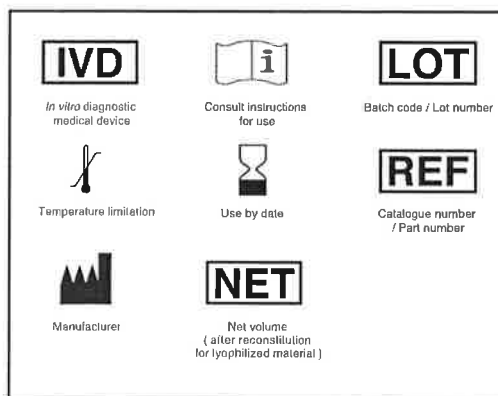 IVD
In vitro diagnostic
medical device
i
Consult instructions
for use
LOT
Batch code / Lot number
Temperature limitation
Use by date
REF
Catalogue number
/ Part number
Manufacturer
NET
Net volume
( after reconstitution
for lyophilized material )